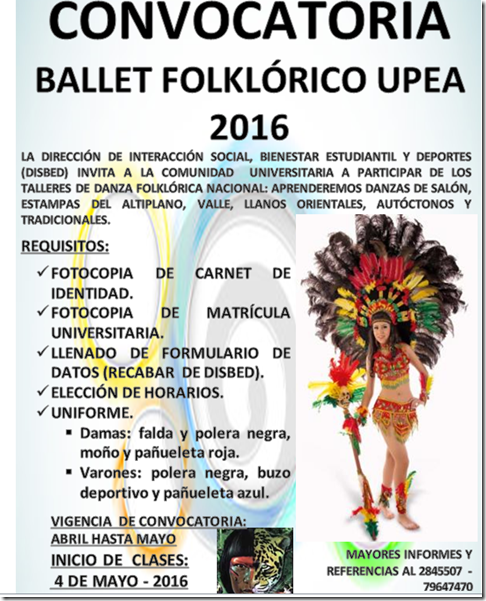 CONVOCATORIA
BALLET FOLKLÓRICO UPEA
2016
LA DIRECCIÓN DE INTERACCIÓN SOCIAL, BIENESTAR ESTUDIANTIL Y DEPORTES
(DISBED) INVITA A LA COMUNIDAD UNIVERSITARIA A PARTICIPAR DE LOS
TALLERES DE DANZA FOLKLÓRICA NACIONAL: APRENDEREMOS DANZAS DE SALÓN,
ESTAMPAS DEL ALTIPLANO, VALLE, LLANOS ORIENTALES, AUTÓCTONOS Y
TRADICIONALES.
REQUISITOS:
✓FOTOCOPIA DE CARNET DE
IDENTIDAD.
✓FOTOCOPIA DE MATRÍCULA
UNIVERSITARIA.
✓LLENADO DE FORMULARIO DE
DATOS (RECABAR DE DISBED).
✓ELECCIÓN DE HORARIOS.
✓UNIFORME.
▪ Damas: falda y polera negra,
moño y pañueleta roja.
▪ Varones: polera negra, buzo
deportivo y pañueleta azul.
VIGENCIA DE CONVOCATORIA:
ABRIL HASTA MAYO
INICIO DE CLASES:
4 DE MAYO - 2016
MAYORES INFORMES Y
REFERENCIAS AL 2845507 -
79647470